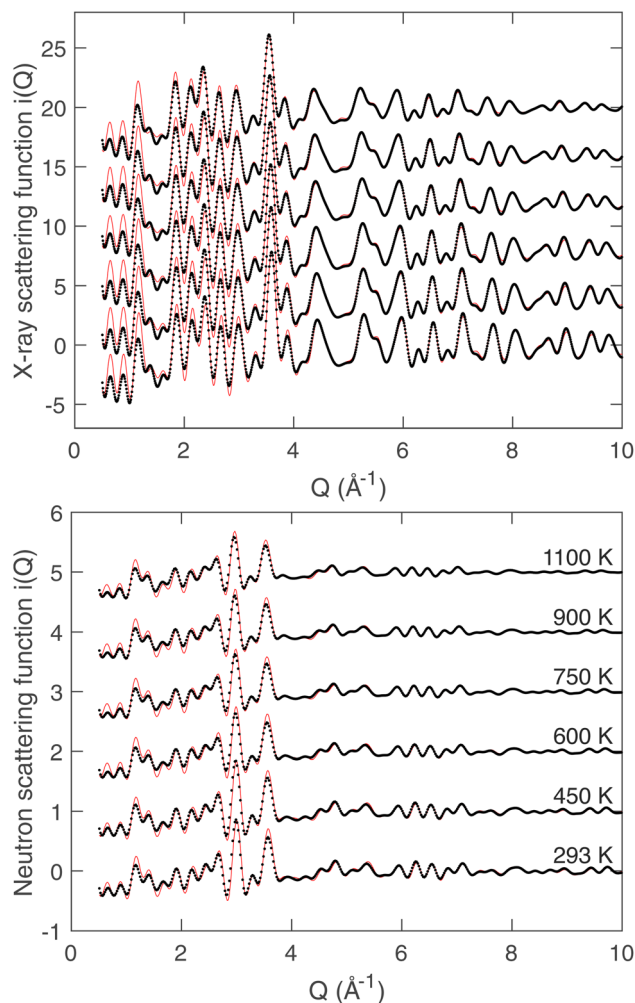 X-ray scattering function i(Q)
25
20
15
10
5
0
-5
0 2 4 6 8 10
Q (Å-1)
Neutron scattering function i(Q)
6
5
4
3
2
1
0
-1
1100 K
900 K
750 K
600 K
450 K
293 K
0 2 4 6 8 10
Q (Å-1)